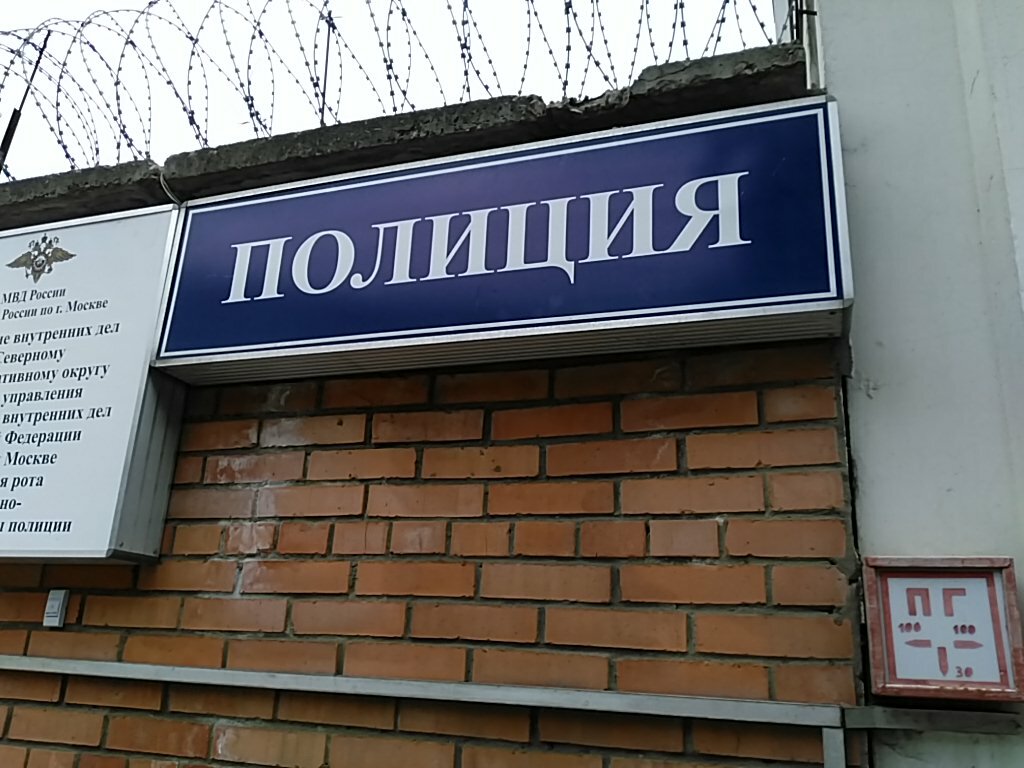 ПОЛИЦИЯ
МВД России
России по г. Москве
внутренних дел
Северному
округу
управления
внутренних дел
Федерации
Москве
рота
полиции
ПГ
100 100
30